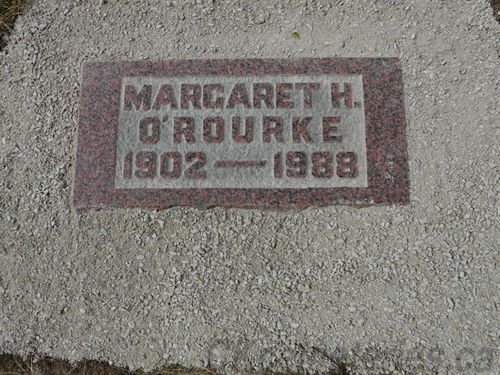 MARGARET H.
O'ROURKE
1902 — 1988